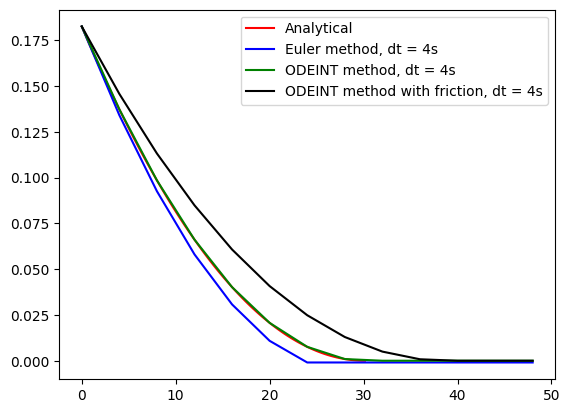 Analytical
Euler method, dt = 4s
ODEINT method, dt = 4s
ODEINT method with friction, dt = 4s
0.175
0.150
0.125
0.100
0.075
0.050
0.025
0.000
0 10 20 30 40 50